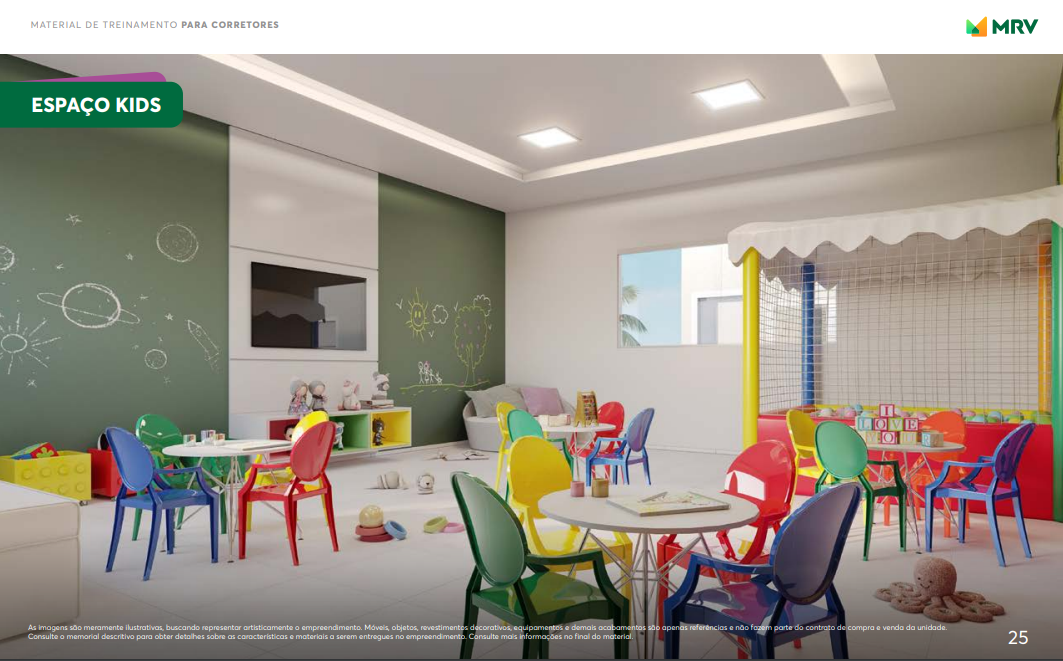 MATERIAL DE TREINAMENTO PARA CORRETORES
MRV
ESPAÇO KIDS
I
LOVE
As imagens são meramente ilustrativas, buscando representar artisticamente o empreendimento. Móveis, objetos, revestimentos decorativos, equipamentos e demais acabamentos são apenas referências e não fazem parte do contrato de compra e venda da unidade.
Consulte o memorial descritivo para obter detalhes sobre as características e materiais a serem entregues no empreendimento. Consulte mais informações no final do material.
25